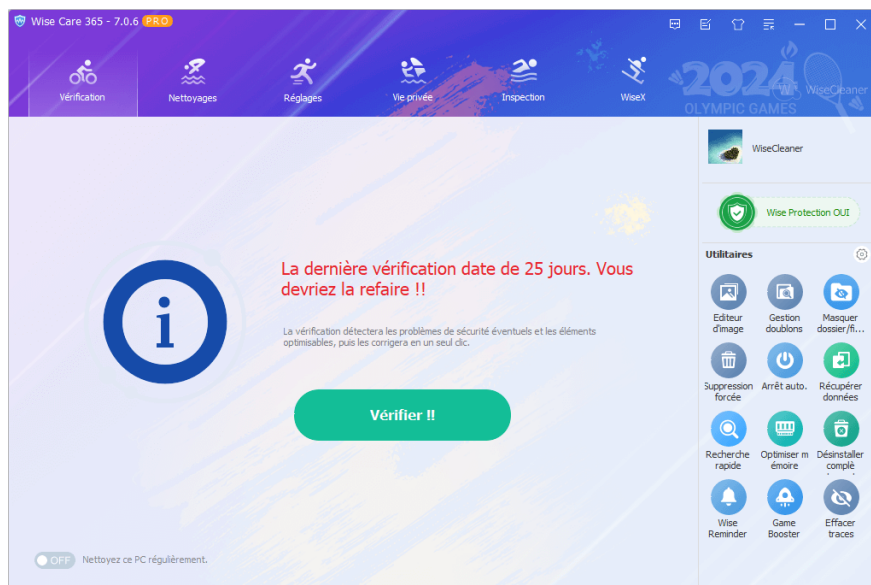 Wise Care 365 - 7.0.6 PRO
Vérification
Nettoyages
Réglages
Vie privée
Inspection
WiseX
2024
OLYMPIC GAMES
WiseCleaner
WiseCleaner
Wise Protection OUI
Utilitaires
La dernière vérification date de 25 jours. Vous
devriez la refaire !!
La vérification détectera les problèmes de sécurité éventuels et les éléments
optimisables, puis les corrigera en un seul clic.
Vérifier !!
Editeur
d'image
Gestion
doublons
Masquer
dossier/fi...
Suppression
forcée
Arrêt auto.
Récupérer
données
Recherche
rapide
Optimiser m
émoire
Désinstaller
complè
Wise
Reminder
Game
Booster
Effacer
traces
OFF
Nettoyez ce PC régulièrement.